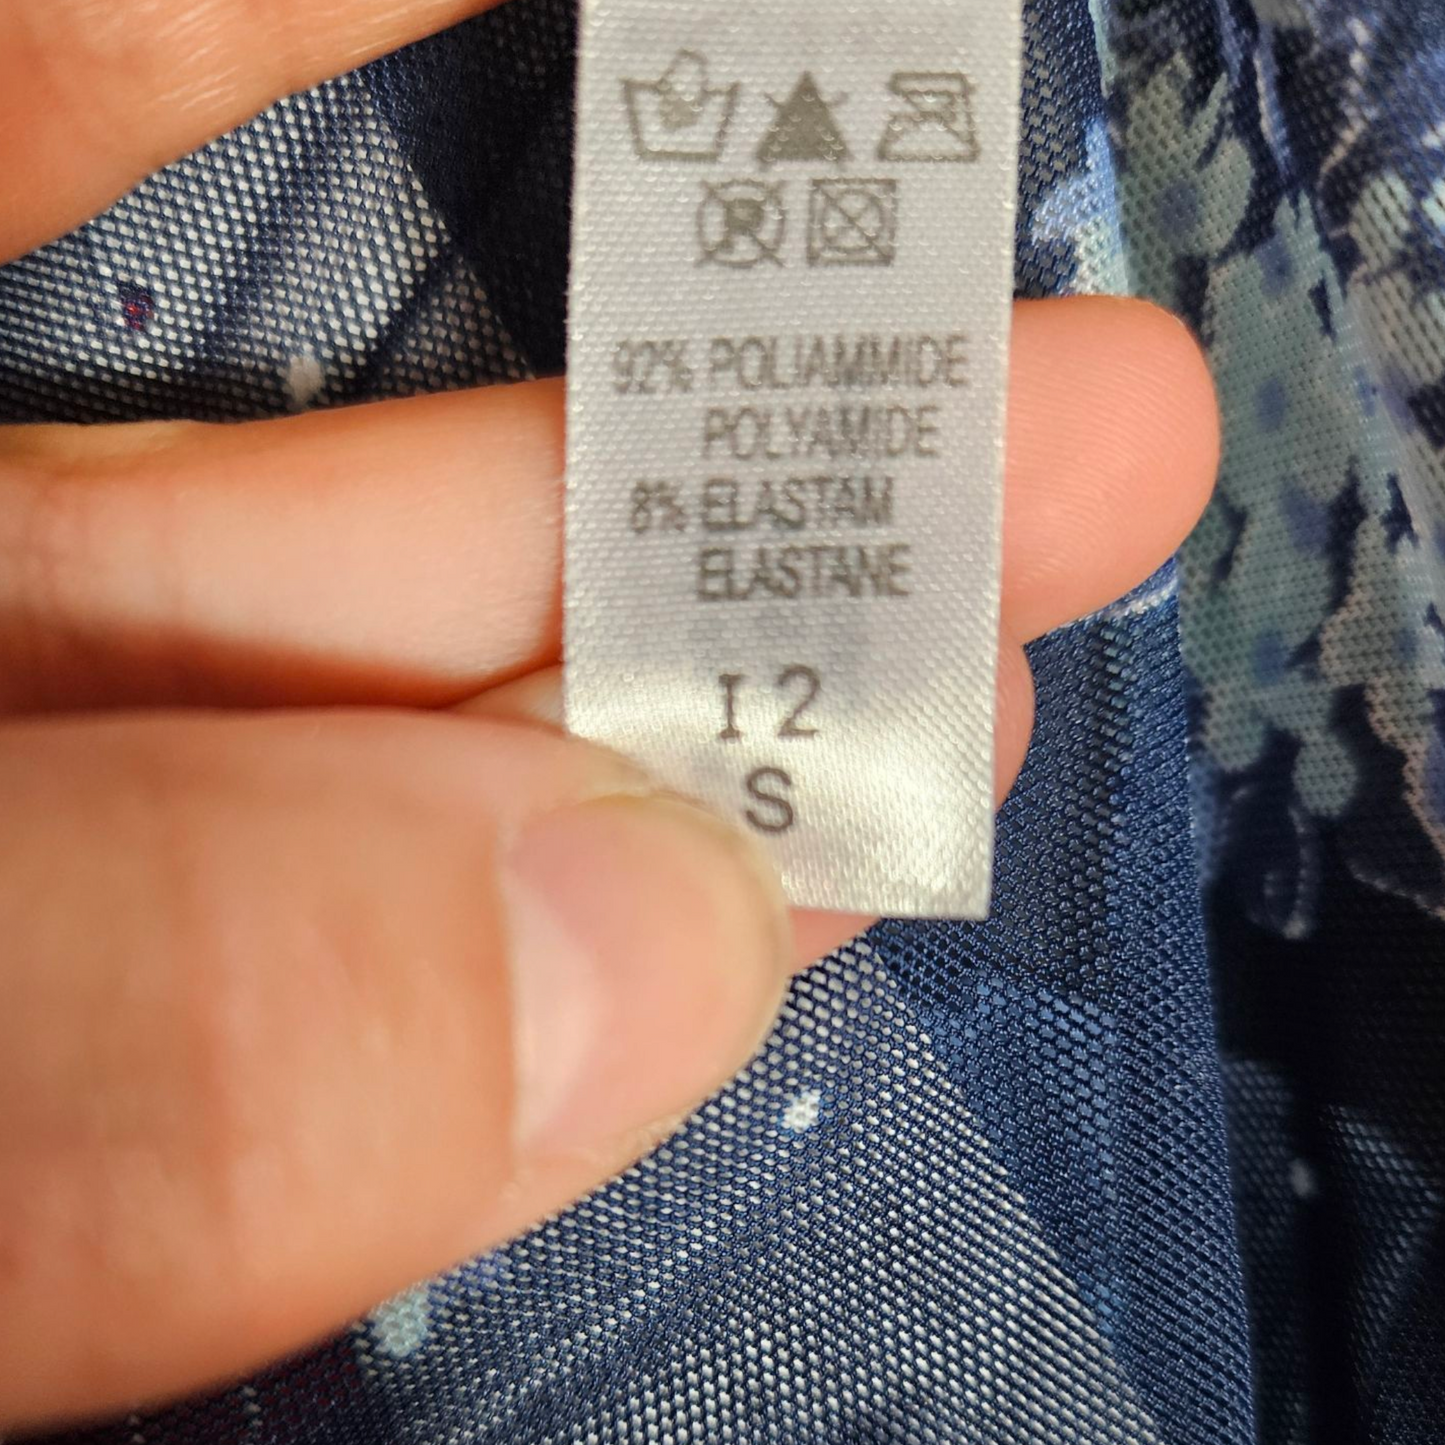 P
92% POLIAMMIDE
POLYAMIDE
8% ELASTAM
ELASTANE
I2
S